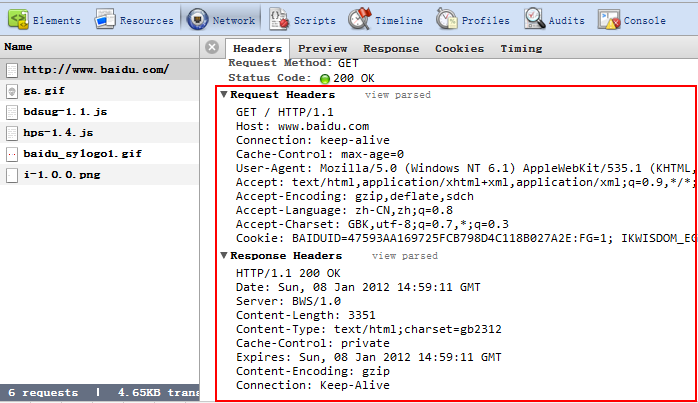 Elements Resources Network Scripts Timeline Profiles Audits Console
Name
Headers Preview Response Cookies Timing
http://www.baidu.com/
gs.gif
bdsug-1.1.js
hps-1.4.js
baidu_sylogo1.gif
i-1.0.0.png
Request Method: GET
Status Code: 200 OK
▼Request Headers view parsed
GET / HTTP/1.1
Host: www.baidu.com
Connection: keep-alive
Cache-Control: max-age=0
User-Agent: Mozilla/5.0 (Windows NT 6.1) AppleWebKit/535.1 (KHTML,
Accept: text/html,application/xhtml+xml,application/xml;q=0.9,*/*;
Accept-Encoding: gzip,deflate,sdch
Accept-Language: zh-CN,zh;q=0.8
Accept-Charset: GBK,utf-8;q=0.7,*;q=0.3
Cookie: BAIDUID=47593AA169725FCB798D4C118B027A2E:FG=1; IKWISDOM_EC
▼Response Headers view parsed
HTTP/1.1 200 OK
Date: Sun, 08 Jan 2012 14:59:11 GMT
Server: BWS/1.0
Content-Length: 3351
Content-Type: text/html;charset=gb2312
Cache-Control: private
Expires: Sun, 08 Jan 2012 14:59:11 GMT
Content-Encoding: gzip
Connection: Keep-Alive
6 requests | 4.65KB trans